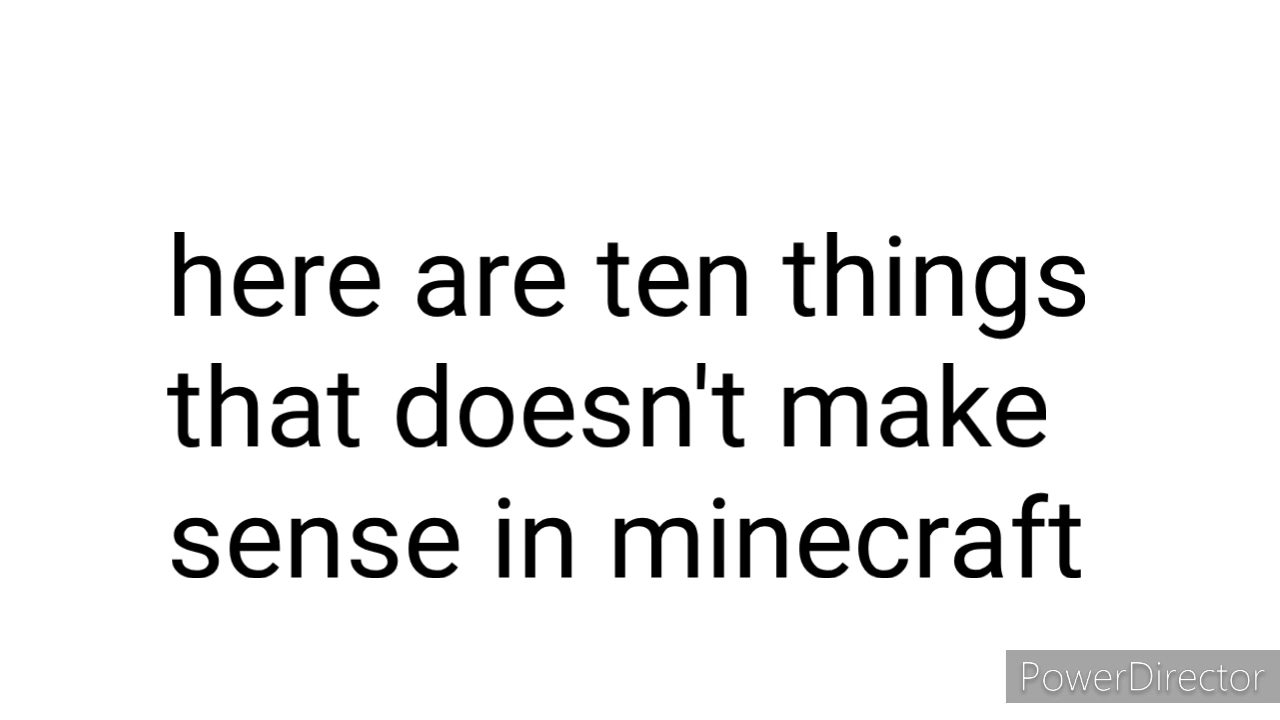 here are ten things
that doesn't make
sense in minecraft
PowerDirector